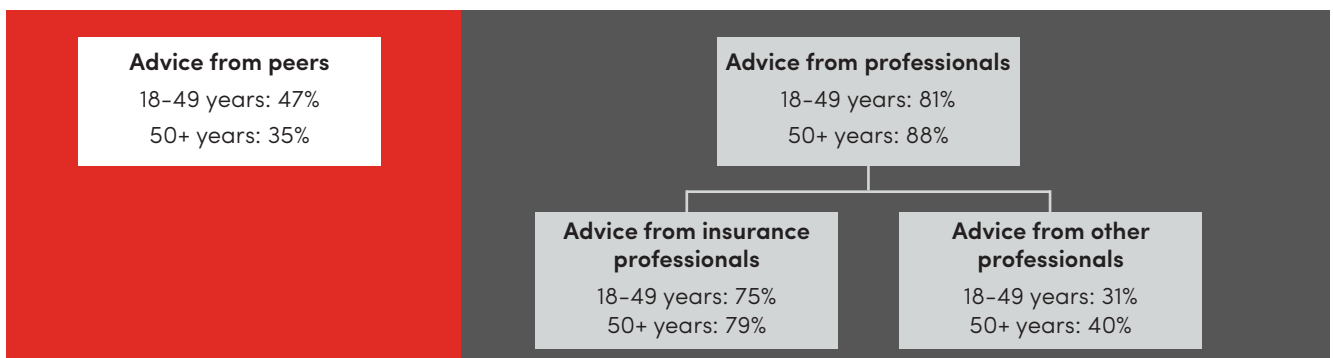 Advice from peers
18-49 years: 47%
50+ years: 35%
Advice from professionals
18-49 years: 81%
50+ years: 88%
Advice from insurance
professionals
18-49 years: 75%
50+ years: 79%
Advice from other
professionals
18-49 years: 31%
50+ years: 40%